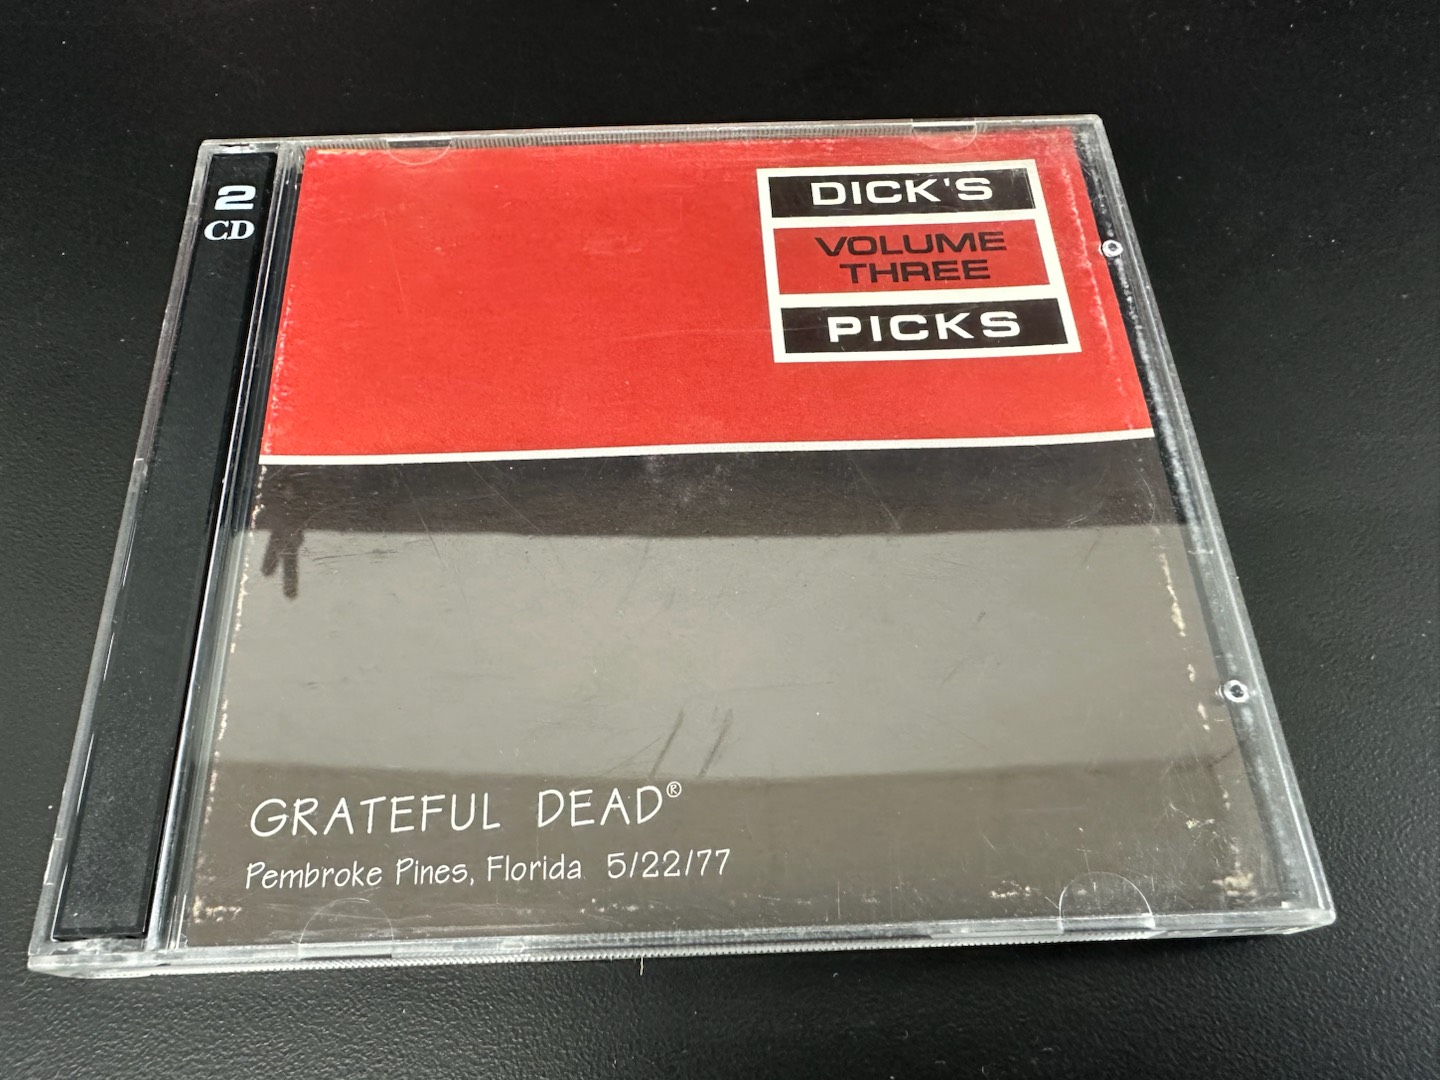 2
CD
DICK'S
VOLUME
THREE
PICKS
GRATEFUL DEAD®
Pembroke Pines, Florida 5/22/77